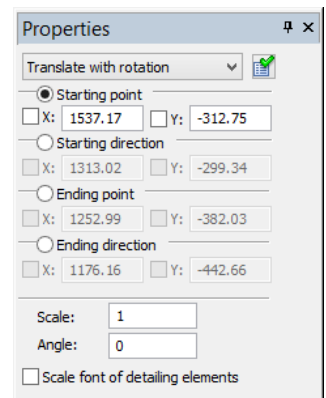 Properties
Translate with rotation
Starting point
X: 1537.17 Y: -312.75
Starting direction
X: 1313.02 Y: -299.34
Ending point
X: 1252.99 Y: -382.03
Ending direction
X: 1176.16 Y: -442.66
Scale: 1
Angle: 0
Scale font of detailing elements